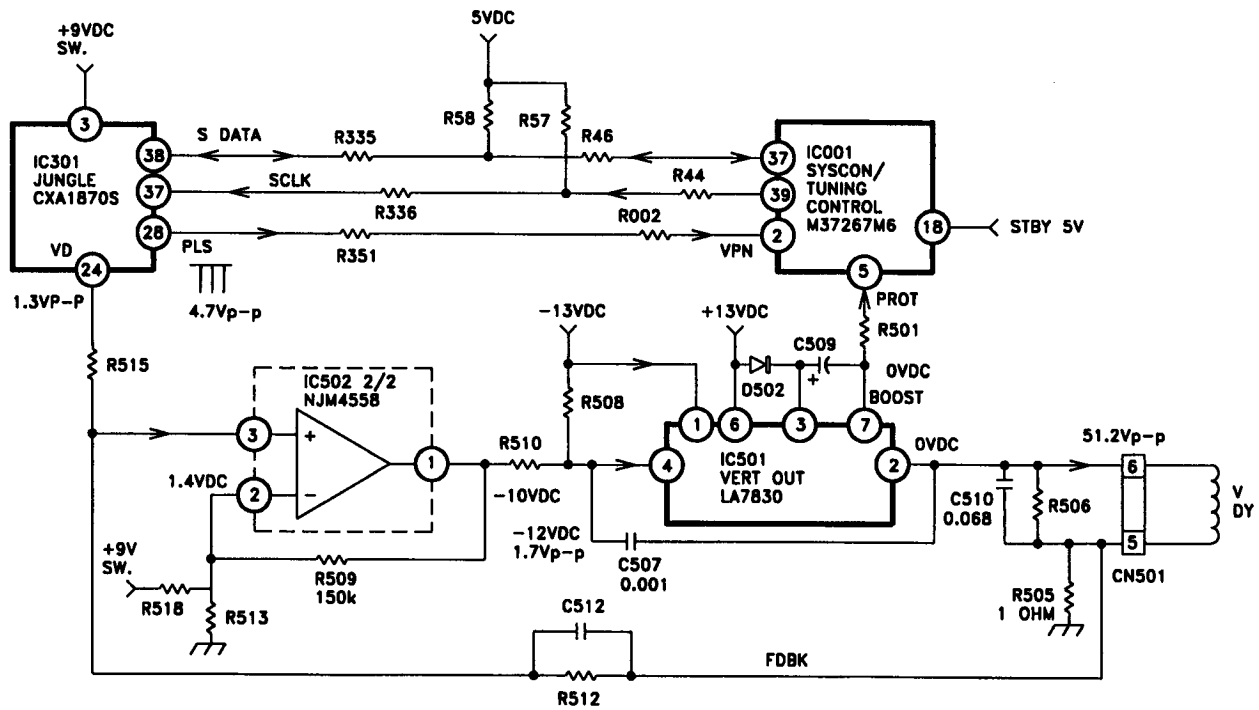 +9VDC
SW.
5VDC
3
S DATA
R335
R58
R57
R46
IC301
JUNGLE
CXA1870S
38
37
28
SCLK
R336
R44
R002
37
39
2
IC001
SYSCON/
TUNING
CONTROL
M37267M6
18
STBY 5V
VD
24
PLS
R351
VPN
5
1.3VP-P
4.7Vp-p
PROT
R501
-13VDC
+13VDC
C509
+
D502
0VDC
BOOST
R515
IC502 2/2
NJM4558
R508
1
6
3
7
3
+
1
R510
4
IC501
VERT OUT
LA7830
2
0VDC
51.2Vp-p
6
1.4VDC
2
-
-10VDC
C510
0.068
R506
V
DY
5
-12VDC
1.7Vp-p
C507
0.001
CN501
+9V
SW.
R509
150k
R518
R513
R505
1 OHM
C512
FDBK
R512